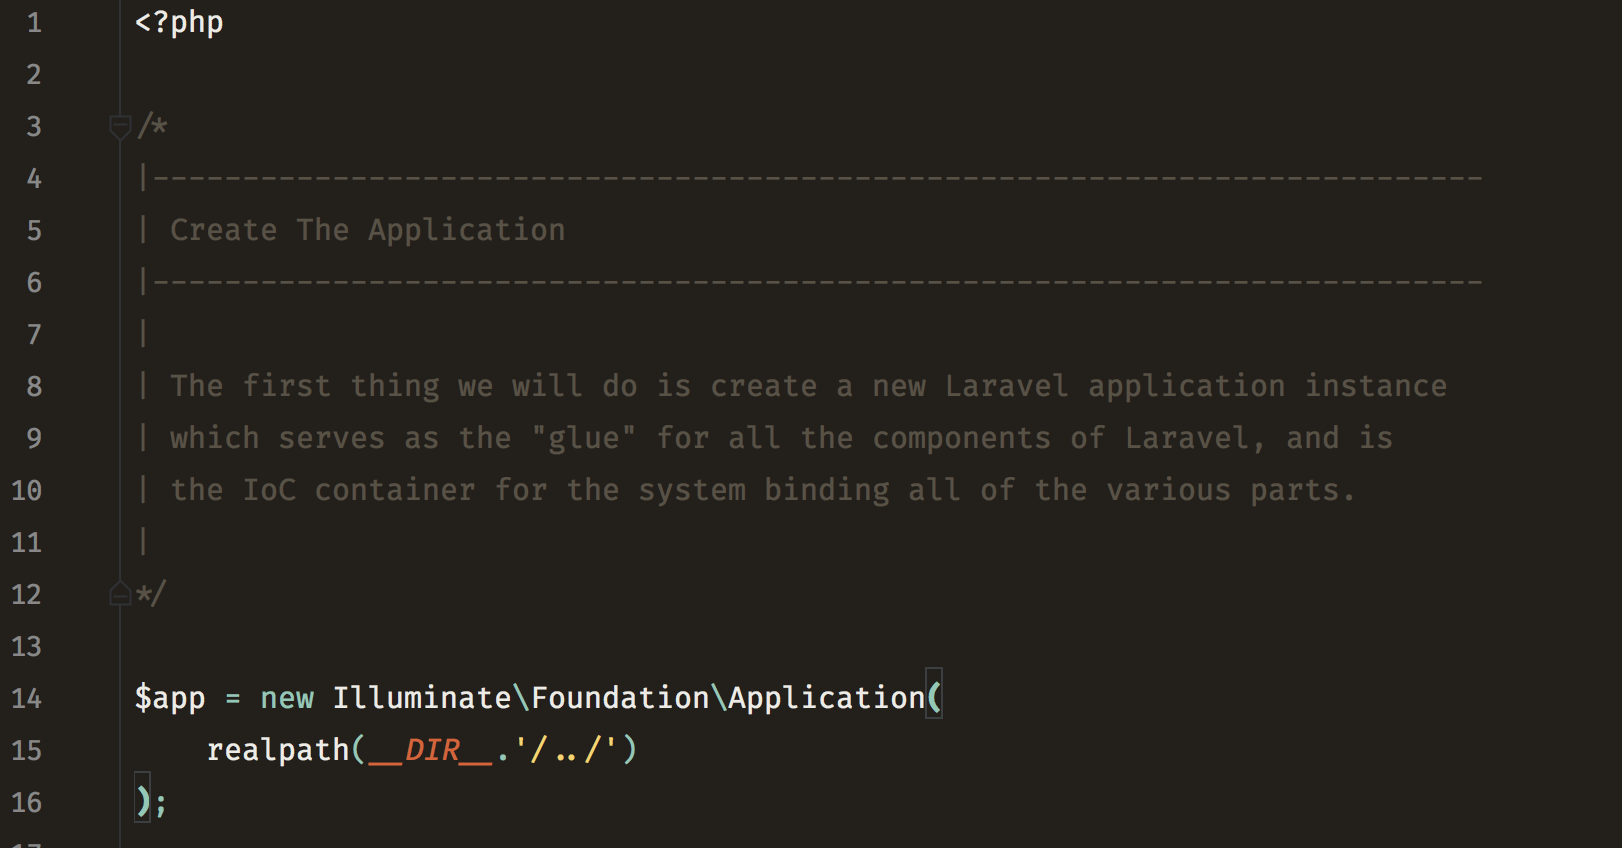 1 <?php
2
3 /*
4 |--------------------------------------------------------------------------
5 | Create The Application
6 |--------------------------------------------------------------------------
7 |
8 | The first thing we will do is create a new Laravel application instance
9 | which serves as the "glue" for all the components of Laravel, and is
10 | the IoC container for the system binding all of the various parts.
11 |
12 */
13
14 $app = new Illuminate\Foundation\Application(
15     realpath(__DIR__.'/../')
16 );